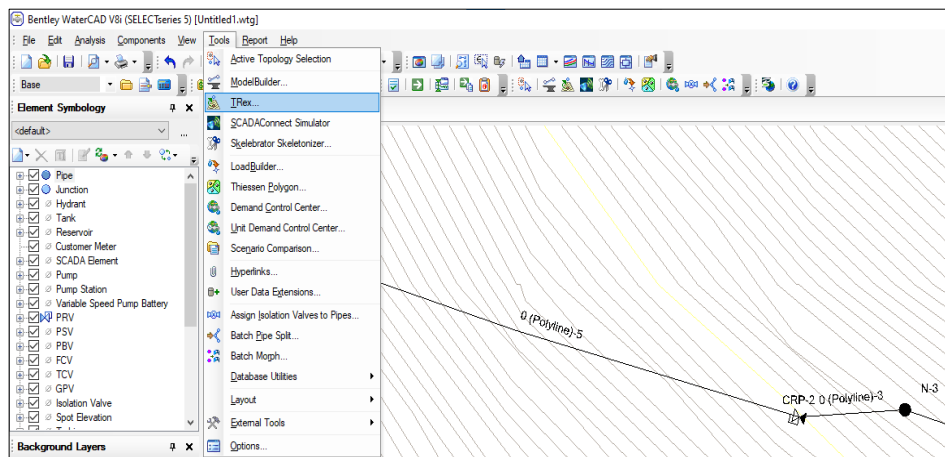 Bentley WaterCAD V8i (SELECTseries 5) [Untitled1.wtg]
File Edit Analysis Components View Tools Report Help
Base
Element Symbology
<default>
Pipe
Junction
Hydrant
Tank
Reservoir
Customer Meter
SCADA Element
Pump
Pump Station
Variable Speed Pump Battery
PRV
PSV
PBV
FCV
TCV
GPV
Isolation Valve
Spot Elevation
Background Layers
Active Topology Selection
ModelBuilder...
TRex...
SCADAConnect Simulator
Skelebrator Skeletonizer...
LoadBuilder...
Thiessen Polygon...
Demand Control Center...
Unit Demand Control Center...
Scenario Comparison...
Hyperlinks...
User Data Extensions...
Assign Isolation Valves to Pipes...
Batch Pipe Split...
Batch Morph...
Database Utilities
Layout
External Tools
Options...
0 (Polyline)-5
CRP-2 0 (Polyline)-3
N-3